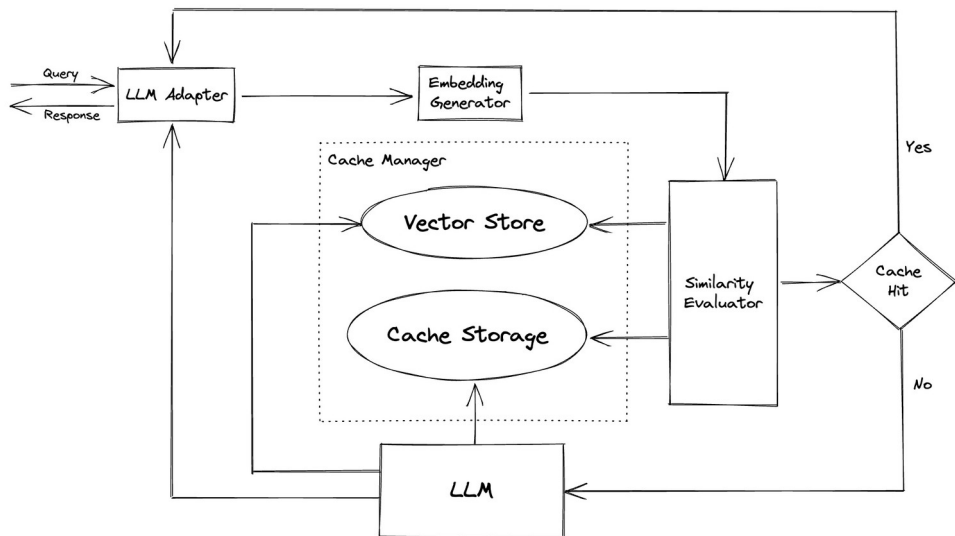 Query
LLM Adapter
Response
Embedding
Generator
Yes
Cache Manager
Vector Store
Similarity
Evaluator
Cache
Hit
Cache Storage
No
LLM